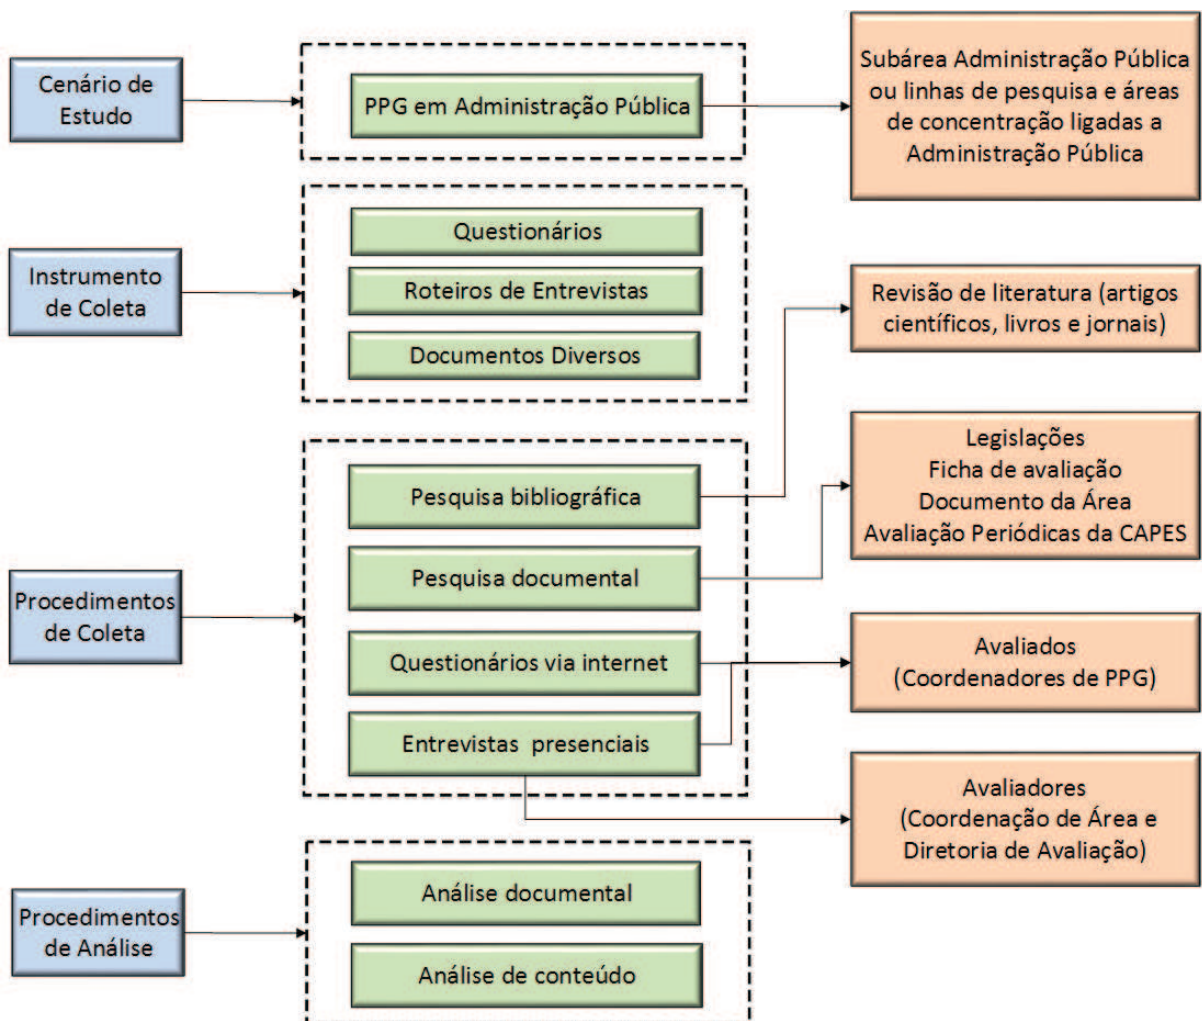 Cenário de
Estudo
PPG em Administração Pública
Subárea Administração Pública
ou linhas de pesquisa e áreas
de concentração ligadas a
Administração Pública
Instrumento
de Coleta
Questionários
Roteiros de Entrevistas
Documentos Diversos
Revisão de literatura (artigos
científicos, livros e jornais)
Procedimentos
de Coleta
Pesquisa bibliográfica
Pesquisa documental
Questionários via internet
Entrevistas presenciais
Legislações
Ficha de avaliação
Documento da Área
Avaliação Periódicas da CAPES
Avaliados
(Coordenadores de PPG)
Avaliadores
(Coordenação de Área e
Diretoria de Avaliação)
Procedimentos
de Análise
Análise documental
Análise de conteúdo